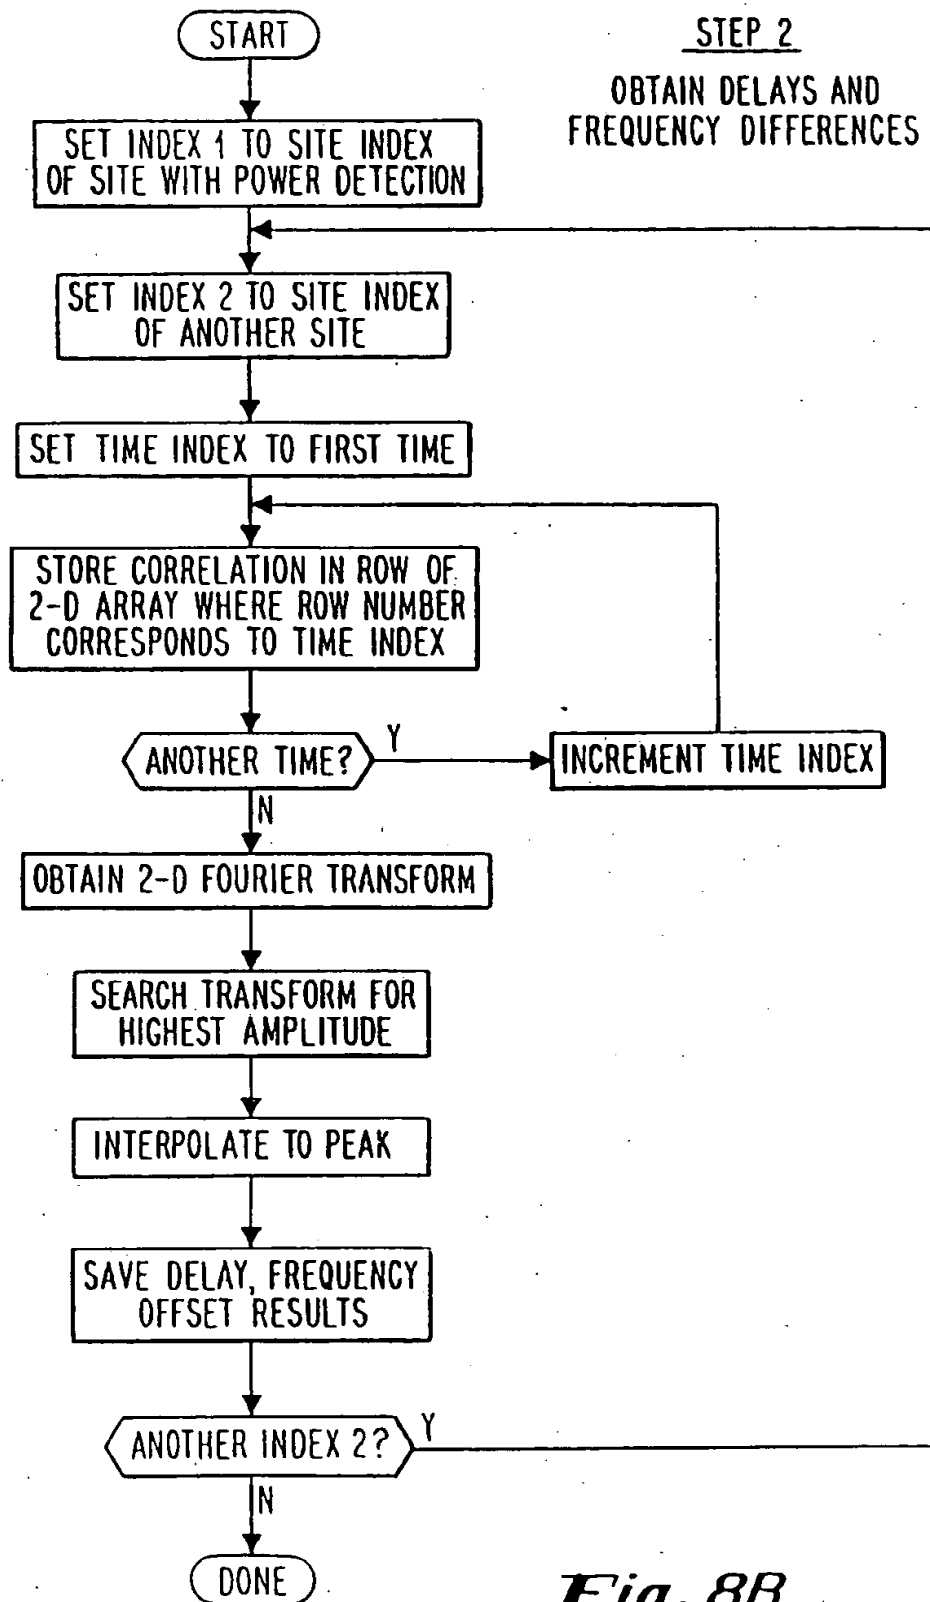 START
STEP 2
OBTAIN DELAYS AND
FREQUENCY DIFFERENCES
SET INDEX 1 TO SITE INDEX
OF SITE WITH POWER DETECTION
SET INDEX 2 TO SITE INDEX
OF ANOTHER SITE
SET TIME INDEX TO FIRST TIME
STORE CORRELATION IN ROW OF
2-D ARRAY WHERE ROW NUMBER
CORRESPONDS TO TIME INDEX
ANOTHER TIME?
Y
INCREMENT TIME INDEX
N
OBTAIN 2-D FOURIER TRANSFORM
SEARCH TRANSFORM FOR
HIGHEST AMPLITUDE
INTERPOLATE TO PEAK
SAVE DELAY, FREQUENCY
OFFSET RESULTS
ANOTHER INDEX 2?
Y
N
DONE
Fig. 8B